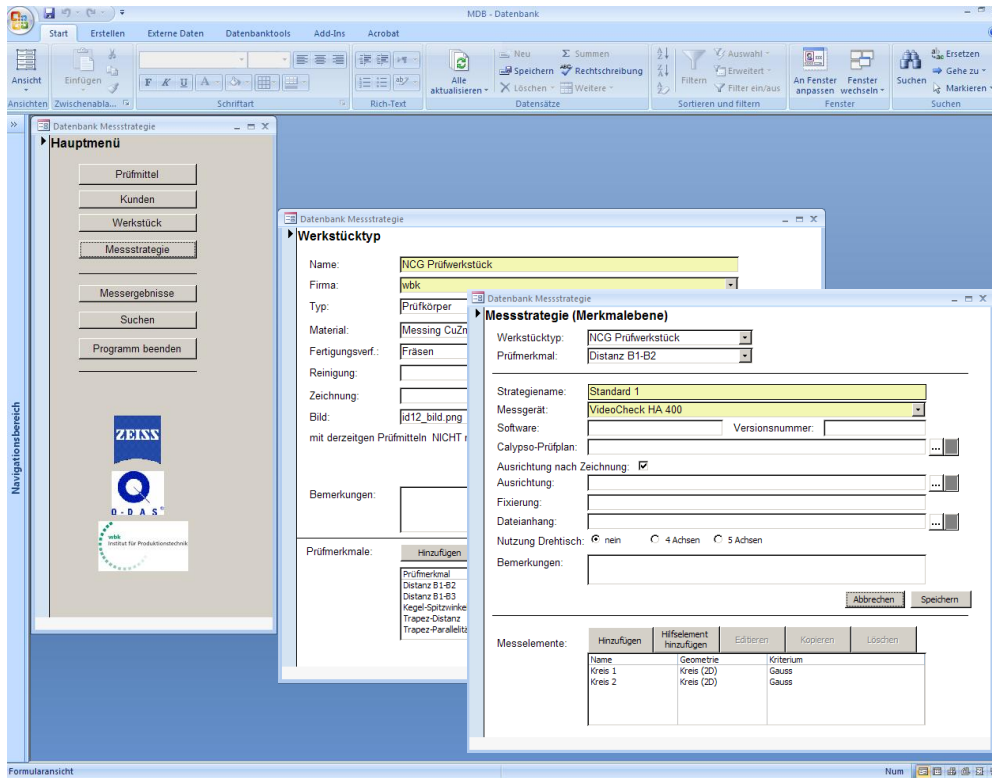 MDB - Datenbank
Start Erstellen Externe Daten Datenbanktools Add-Ins Acrobat
Ansicht
Einfügen
F K U A
Alle aktualisieren
Neu
Speichern
Löschen
Summen
Rechtschreibung
Weitere
Filtern
Auswahl
Erweitert
Filter ein/aus
An Fenster anpassen
Fenster wechseln
Suchen
Ersetzen
Gehe zu
Markieren
Ansichten Zwischenabla... Schriftart Rich-Text Datensätze Sortieren und filtern Fenster Suchen
Navigationsbereich
Datenbank Messstrategie
Hauptmenü
Prüfmittel
Kunden
Werkstück
Messstrategie
Messergebnisse
Suchen
Programm beenden
ZEISS
Q-DAS®
wbk
Institut für Produktionstechnik
Datenbank Messstrategie
Werkstücktyp
Name: NCG Prüfwerkstück
Firma: wbk
Typ: Prüfkörper
Material: Messing CuZn
Fertigungsverf.: Fräsen
Reinigung:
Zeichnung:
Bild: id12_bild.png
mit derzeitgen Prüfmitteln NICHT
Bemerkungen:
Prüfmerkmale: Hinzufügen
Prüfmerkmal
Distanz B1-B2
Distanz B1-B3
Kegel-Spitzwinke
Trapez-Distanz
Trapez-Parallelitä
Datenbank Messstrategie
Messstrategie (Merkmalebene)
Werkstücktyp: NCG Prüfwerkstück
Prüfmerkmal: Distanz B1-B2
Strategiename: Standard 1
Messgerät: VideoCheck HA 400
Software: Versionsnummer:
Calypso-Prüfplan: ...
Ausrichtung nach Zeichnung:
Ausrichtung: ...
Fixierung:
Dateianhang: ...
Nutzung Drehtisch: nein 4 Achsen 5 Achsen
Bemerkungen:
Abbrechen Speichern
Messelemente: Hinzufügen Hilfselement hinzufügen Editieren Kopieren Löschen
Name Geometrie Kriterium
Kreis 1 Kreis (2D) Gauss
Kreis 2 Kreis (2D) Gauss
Formularansicht Num